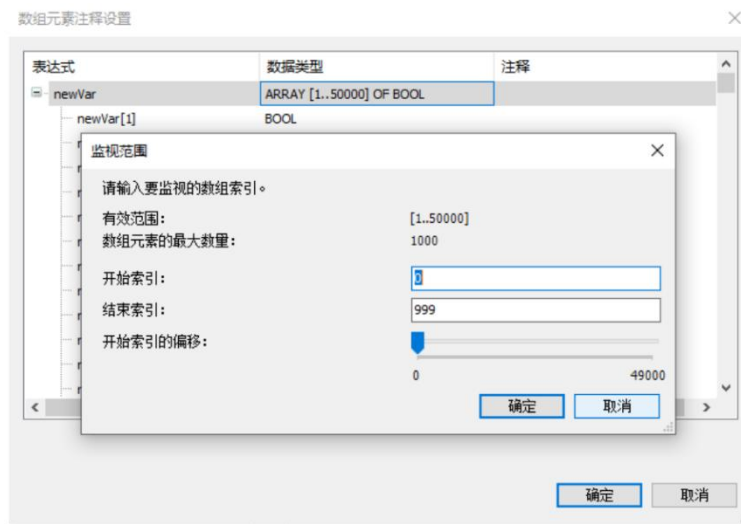 数组元素注释设置
表达式 数据类型 注释
newVar ARRAY [1..50000] OF BOOL
newVar[1] BOOL
监视范围
请输入要监视的数组索引。
有效范围: [1..50000]
数组元素的最大数量: 1000
开始索引: 0
结束索引: 999
开始索引的偏移:
0 49000
确定 取消
确定 取消